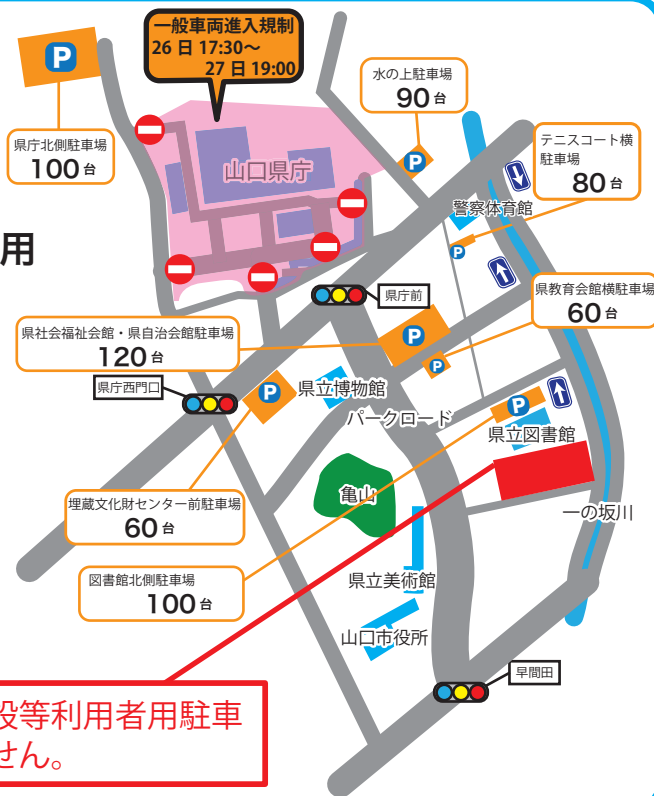 一般車両進入規制
26日 17:30～
27日 19:00
P
県庁北側駐車場
100台
水の上駐車場
90台
P
テニスコート横
駐車場
80台
山口県庁
警察体育館
P
用
県庁前
県教育会館横駐車場
60台
県社会福祉会館・県自治会館駐車場
120台
P
P
県庁西門口
P
県立博物館
パークロード
P
県立図書館
亀山
埋蔵文化財センター前駐車場
60台
一の坂川
図書館北側駐車場
100台
県立美術館
山口市役所
早間田
設等利用者用駐車
せん。